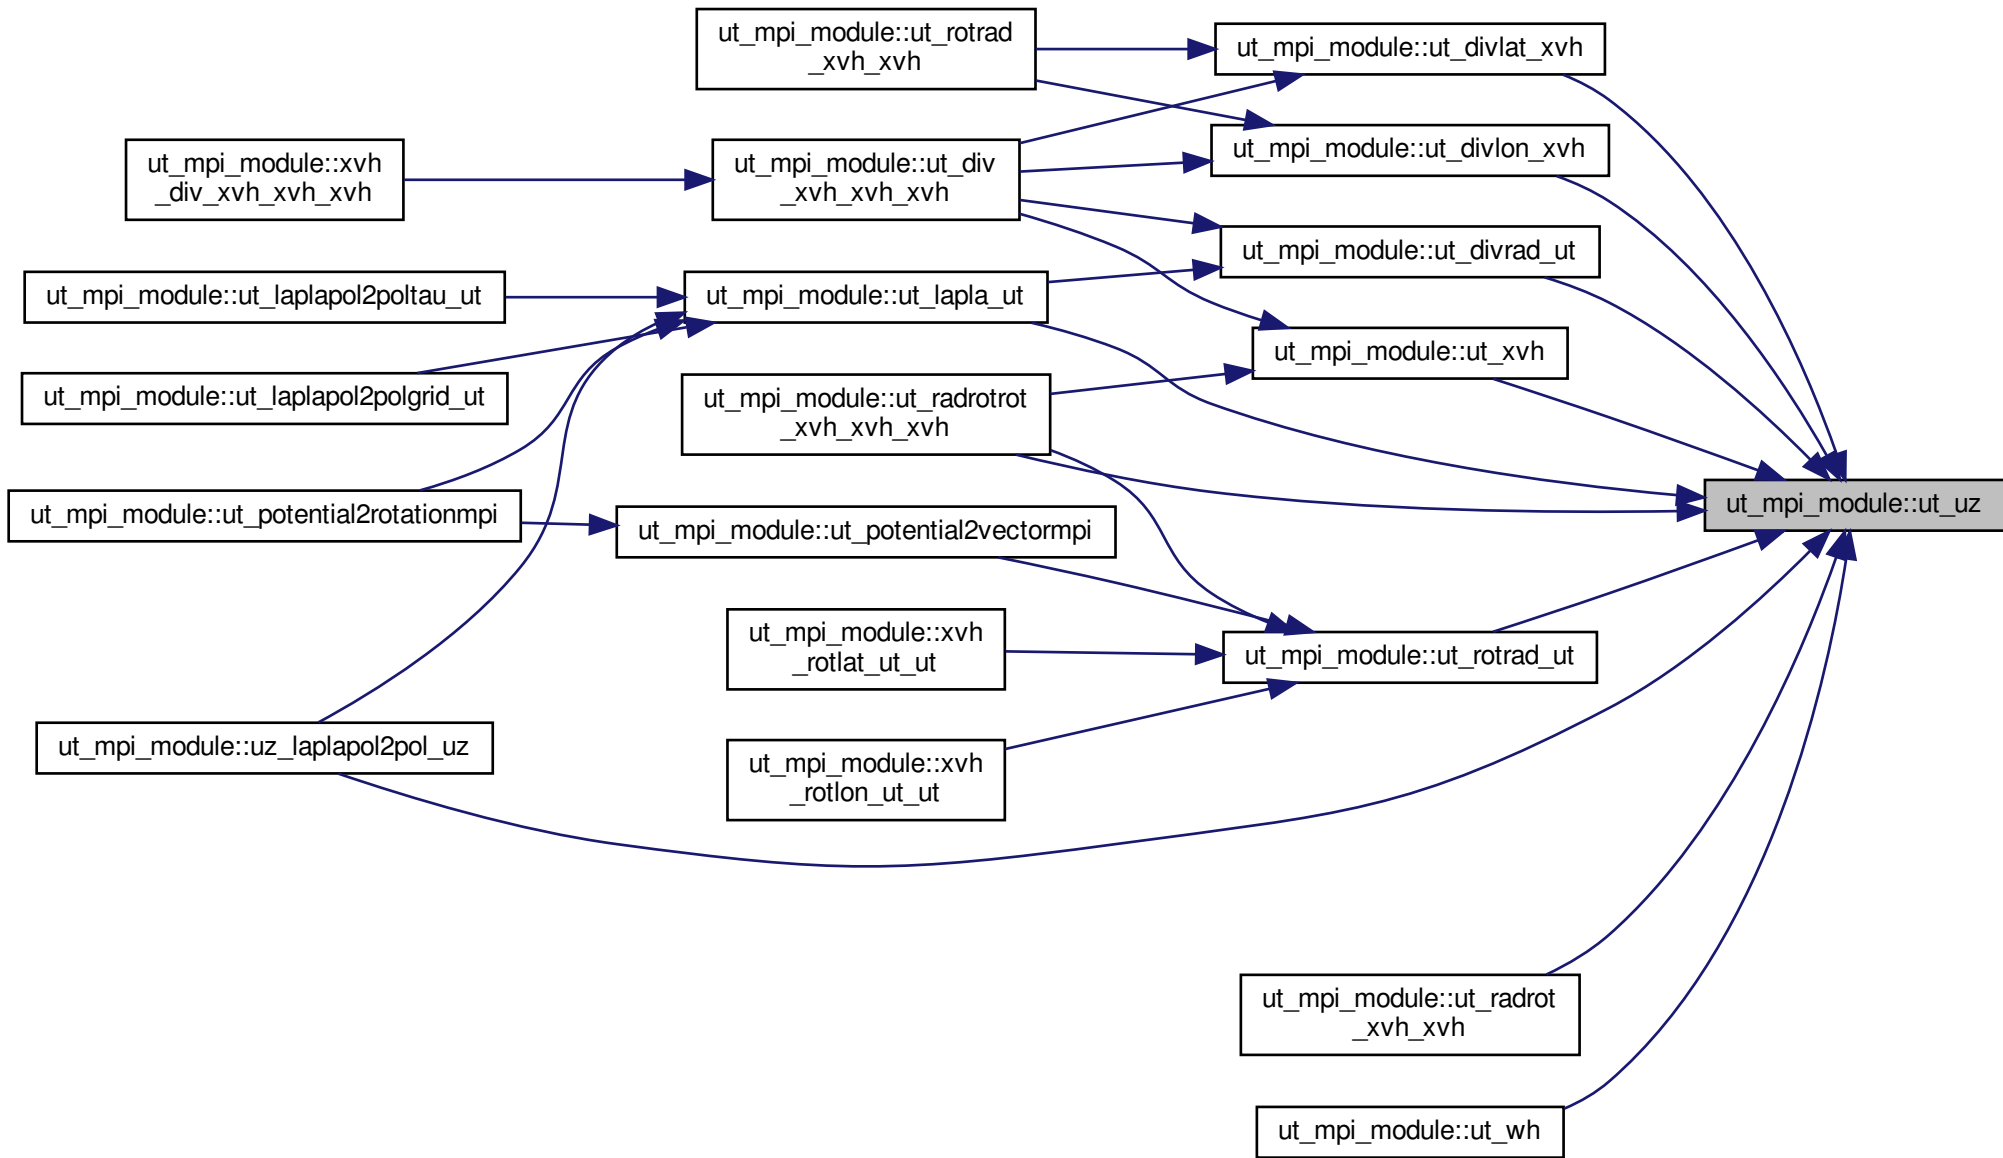 ut_mpi_module::ut_rotrad
_xvh_xvh
ut_mpi_module::ut_divlat_xvh
ut_mpi_module::ut_divlon_xvh
ut_mpi_module::xvh
_div_xvh_xvh_xvh
ut_mpi_module::ut_div
_xvh_xvh_xvh
ut_mpi_module::ut_divrad_ut
ut_mpi_module::ut_laplapol2poltau_ut
ut_mpi_module::ut_lapla_ut
ut_mpi_module::ut_xvh
ut_mpi_module::ut_laplapol2polgrid_ut
ut_mpi_module::ut_radrotrot
_xvh_xvh_xvh
ut_mpi_module::ut_uz
ut_mpi_module::ut_potential2rotationmpi
ut_mpi_module::ut_potential2vectormpi
ut_mpi_module::xvh
_rotlat_ut_ut
ut_mpi_module::ut_rotrad_ut
ut_mpi_module::uz_laplapol2pol_uz
ut_mpi_module::xvh
_rotlon_ut_ut
ut_mpi_module::ut_radrot
_xvh_xvh
ut_mpi_module::ut_wh